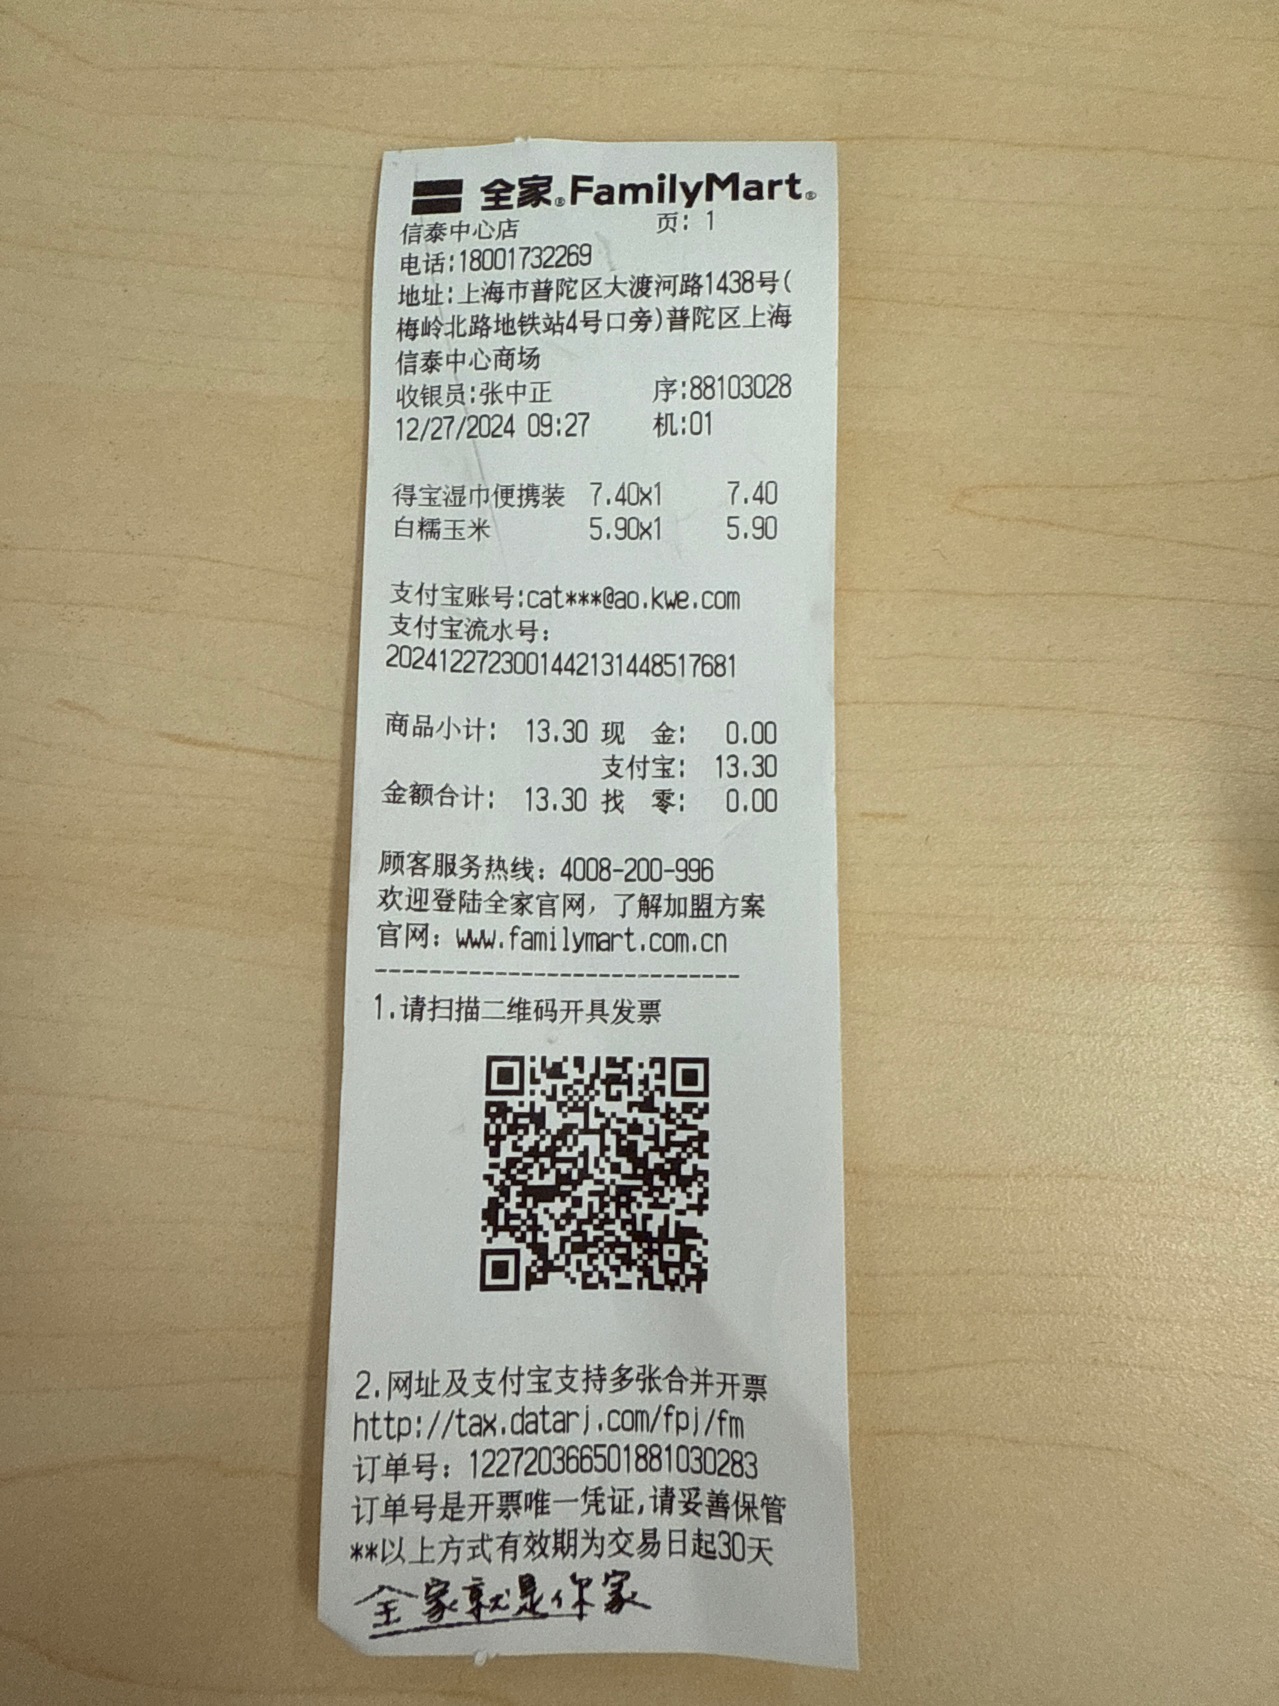 全家®FamilyMart®
信泰中心店 页: 1
电话:18001732269
地址:上海市普陀区大渡河路1438号(
梅岭北路地铁站4号口旁)普陀区上海
信泰中心商场
收银员:张中正 序:88103028
12/27/2024 09:27 机:01
得宝湿巾便携装 7.40x1 7.40
白糯玉米 5.90x1 5.90
支付宝账号:cat***@ao.kwe.com
支付宝流水号:
2024122723001442131448517681
商品小计: 13.30 现 金: 0.00
支付宝: 13.30
金额合计: 13.30 找 零: 0.00
顾客服务热线: 4008-200-996
欢迎登陆全家官网, 了解加盟方案
官网: www.familymart.com.cn
----------------------------
1.请扫描二维码开具发票
2.网址及支付宝支持多张合并开票
http://tax.datarj.com/fpj/fm
订单号: 122720366501881030283
订单号是开票唯一凭证,请妥善保管
**以上方式有效期为交易日起30天
全家就是你家